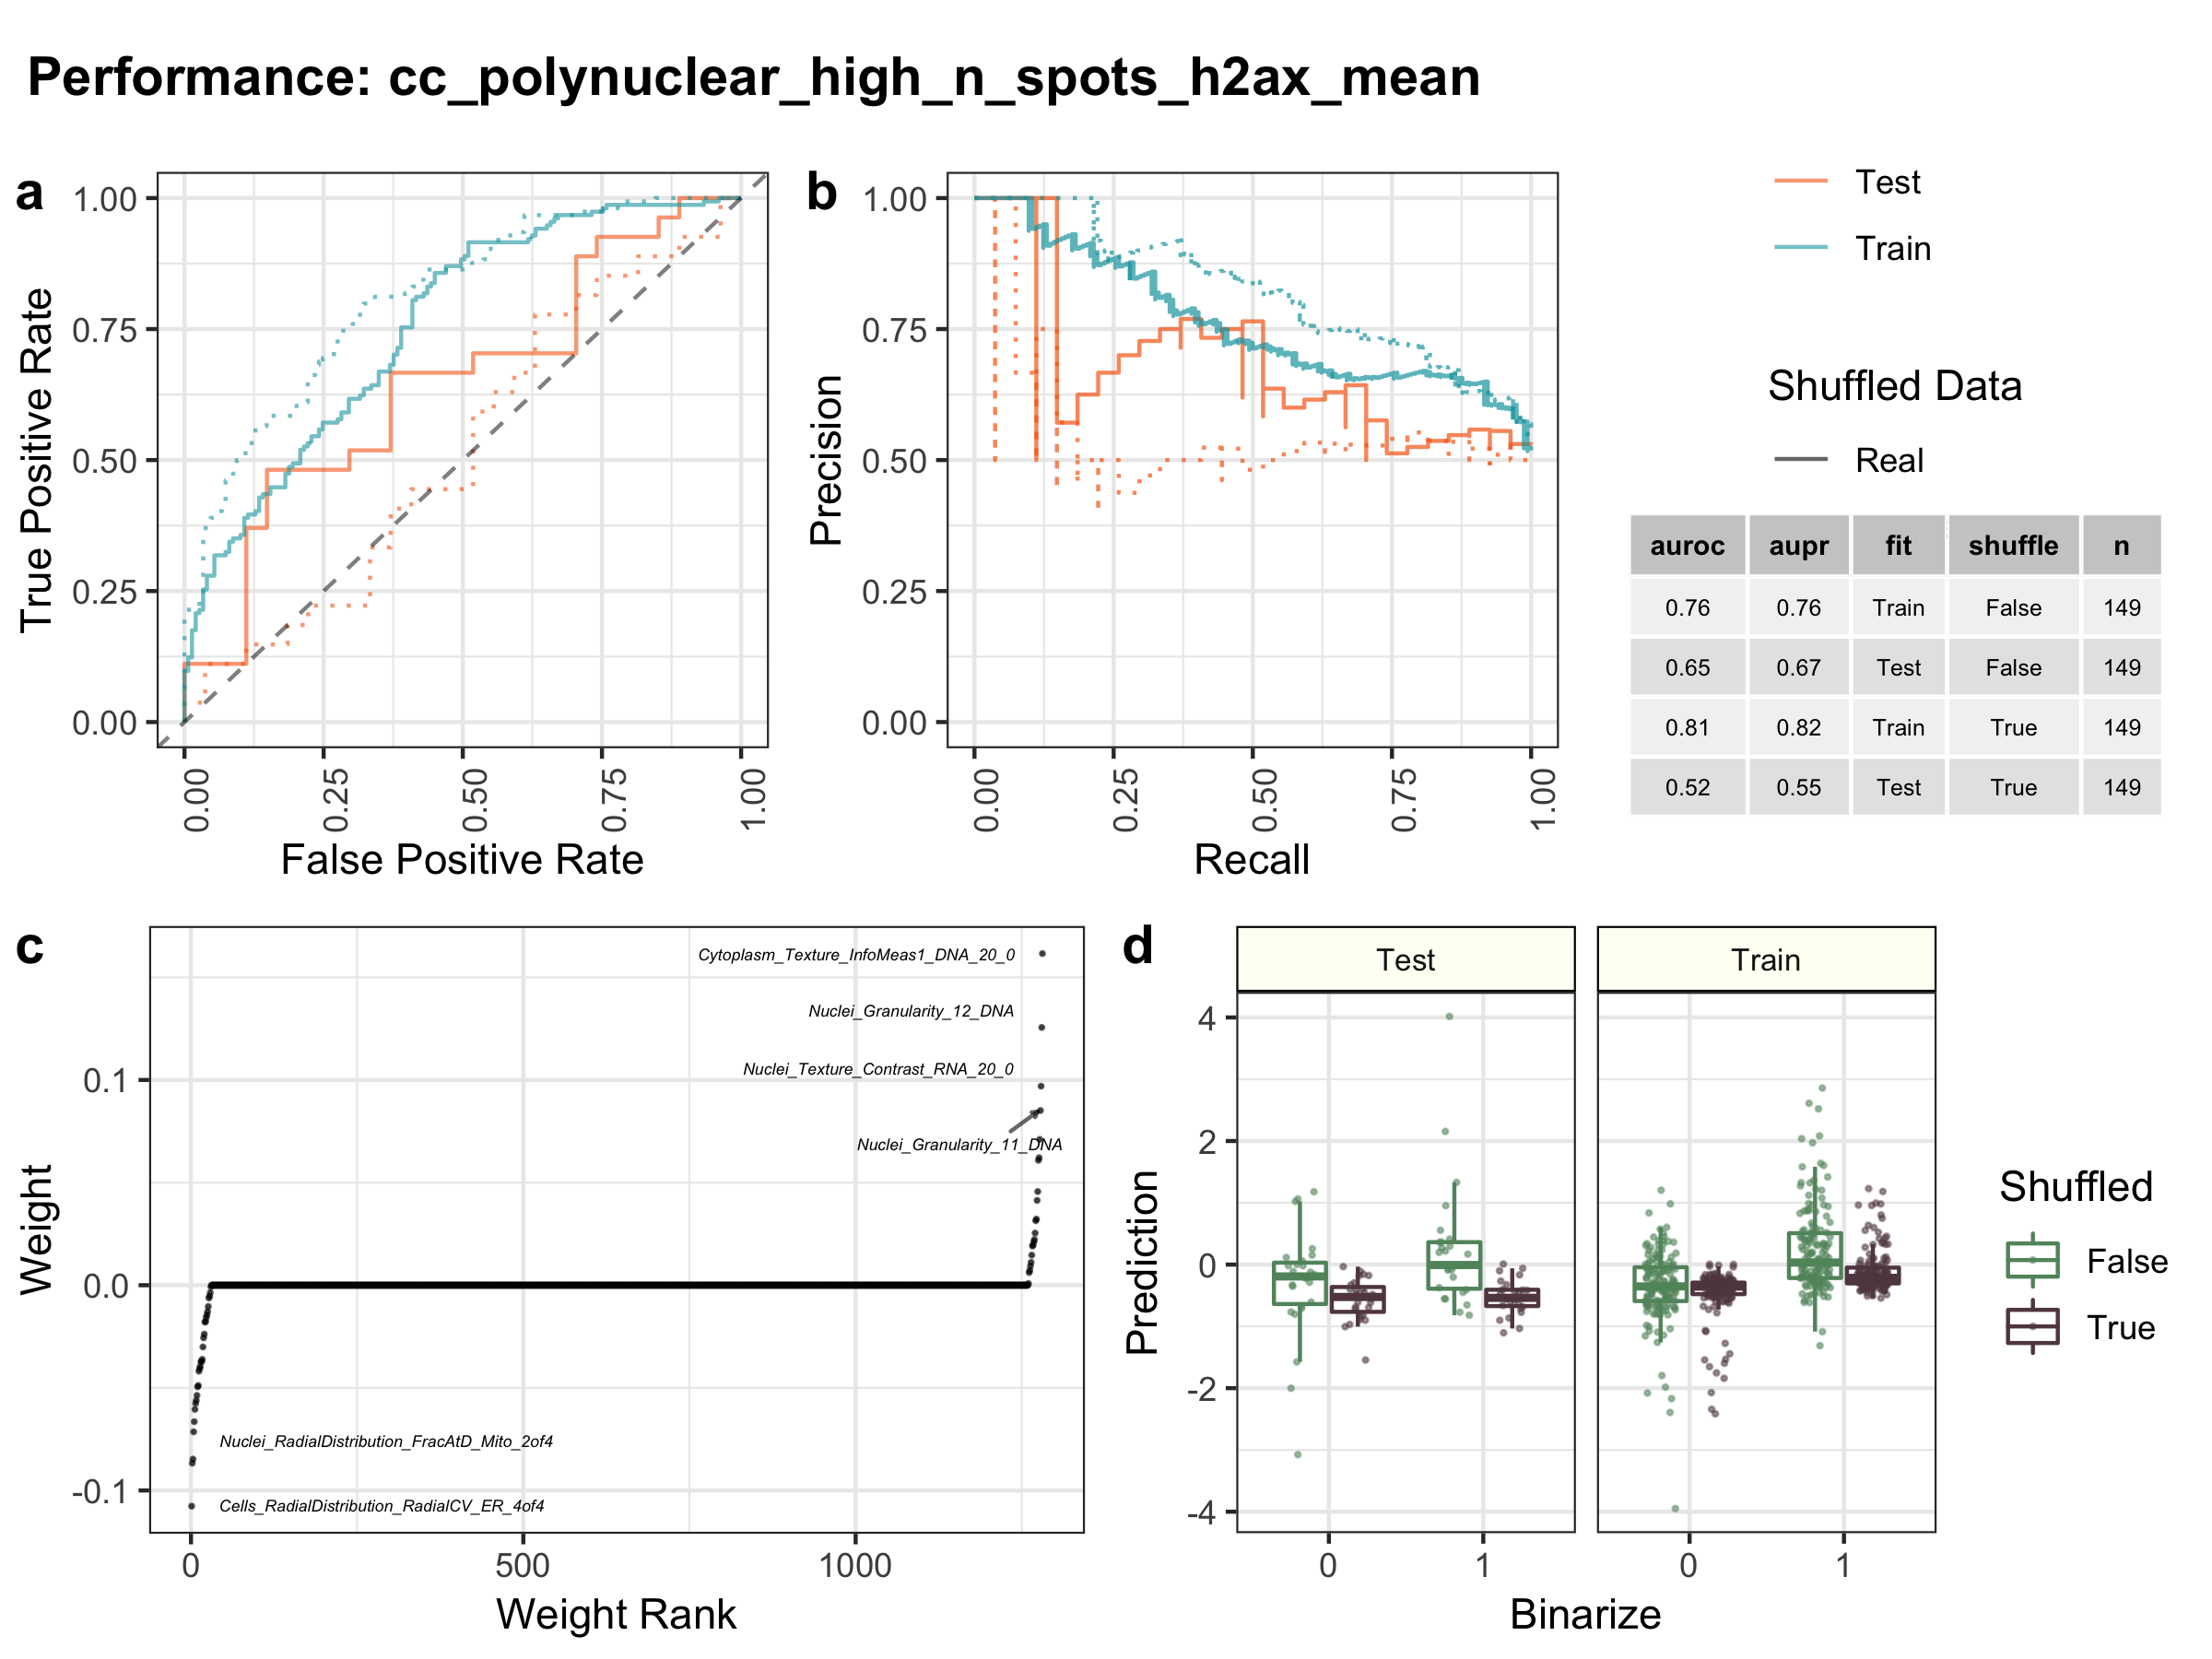 Performance: cc_polynuclear_high_n_spots_h2ax_mean
a
1.00
0.75
0.50
0.25
0.00
True Positive Rate
0.00
0.25
0.50
0.75
1.00
False Positive Rate
b
1.00
0.75
0.50
0.25
0.00
Precision
0.00
0.25
0.50
0.75
1.00
Recall
Test
Train
Shuffled Data
Real
auroc aupr fit shuffle n
0.76 0.76 Train False 149
0.65 0.67 Test False 149
0.81 0.82 Train True 149
0.52 0.55 Test True 149
c
Cytoplasm_Texture_InfoMeas1_DNA_20_0
Nuclei_Granularity_12_DNA
Nuclei_Texture_Contrast_RNA_20_0
Nuclei_Granularity_11_DNA
Nuclei_RadialDistribution_FracAtD_Mito_2of4
Cells_RadialDistribution_RadialCV_ER_4of4
0.1
0.0
-0.1
Weight
0
500
1000
Weight Rank
d
Test
Train
4
2
0
-2
-4
Prediction
0
1
0
1
Binarize
Shuffled
False
True